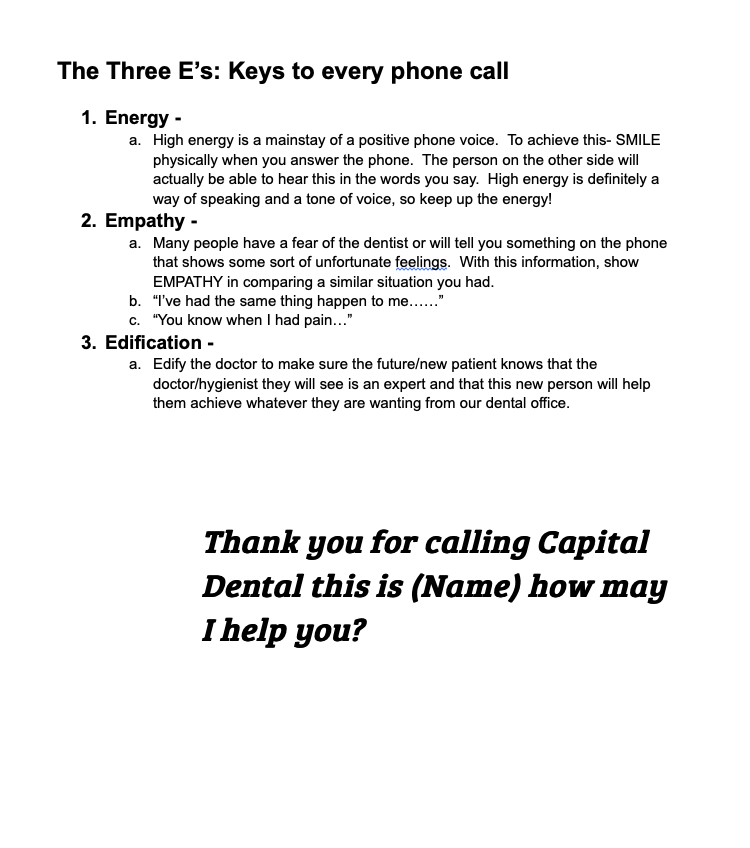 The Three E’s: Keys to every phone call
1. Energy -
a. High energy is a mainstay of a positive phone voice.  To achieve this- SMILE
physically when you answer the phone.  The person on the other side will
actually be able to hear this in the words you say.  High energy is definitely a
way of speaking and a tone of voice, so keep up the energy!
2. Empathy -
a. Many people have a fear of the dentist or will tell you something on the phone
that shows some sort of unfortunate feelings.  With this information, show
EMPATHY in comparing a similar situation you had.
b. “I’ve had the same thing happen to me……”
c. “You know when I had pain…”
3. Edification -
a. Edify the doctor to make sure the future/new patient knows that the
doctor/hygienist they will see is an expert and that this new person will help
them achieve whatever they are wanting from our dental office.
Thank you for calling Capital
Dental this is (Name) how may
I help you?